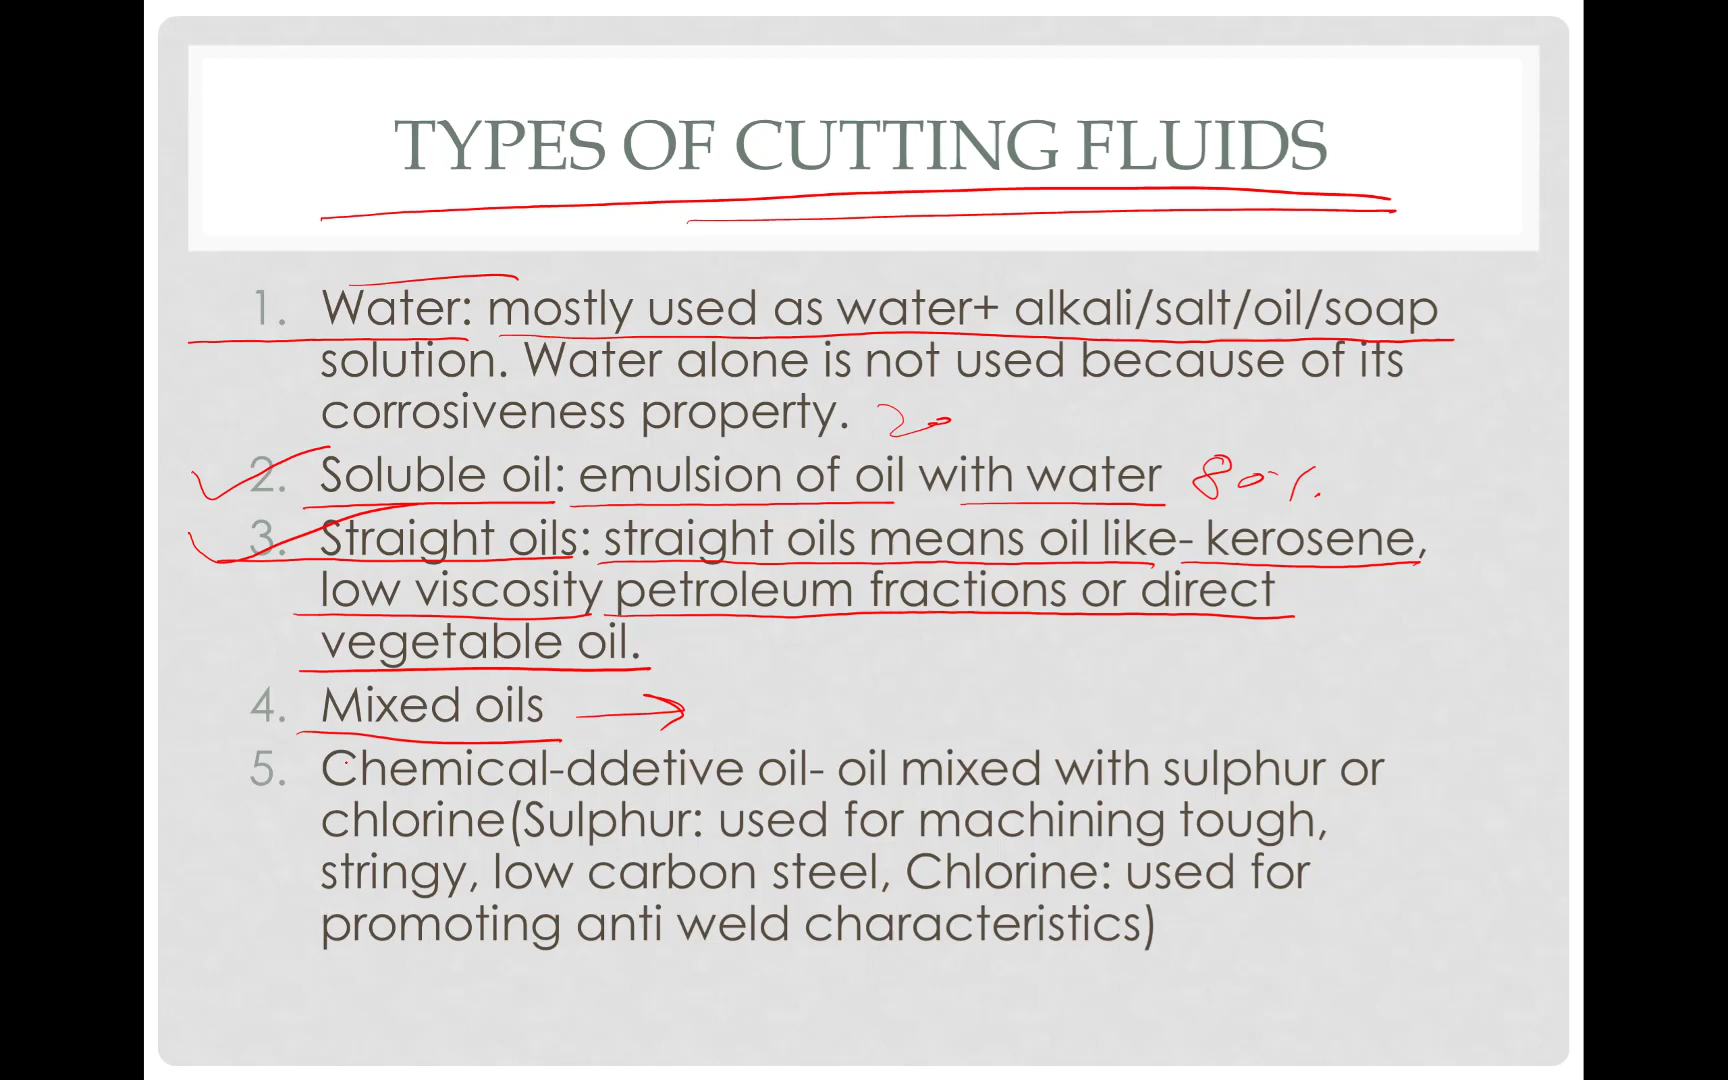 TYPES OF CUTTING FLUIDS
1. Water: mostly used as water+ alkali/salt/oil/soap
solution. Water alone is not used because of its
corrosiveness property. 20
2. Soluble oil: emulsion of oil with water 80%
3. Straight oils: straight oils means oil like- kerosene,
low viscosity petroleum fractions or direct
vegetable oil.
4. Mixed oils
5. Chemical-ddetive oil- oil mixed with sulphur or
chlorine(Sulphur: used for machining tough,
stringy, low carbon steel, Chlorine: used for
promoting anti weld characteristics)